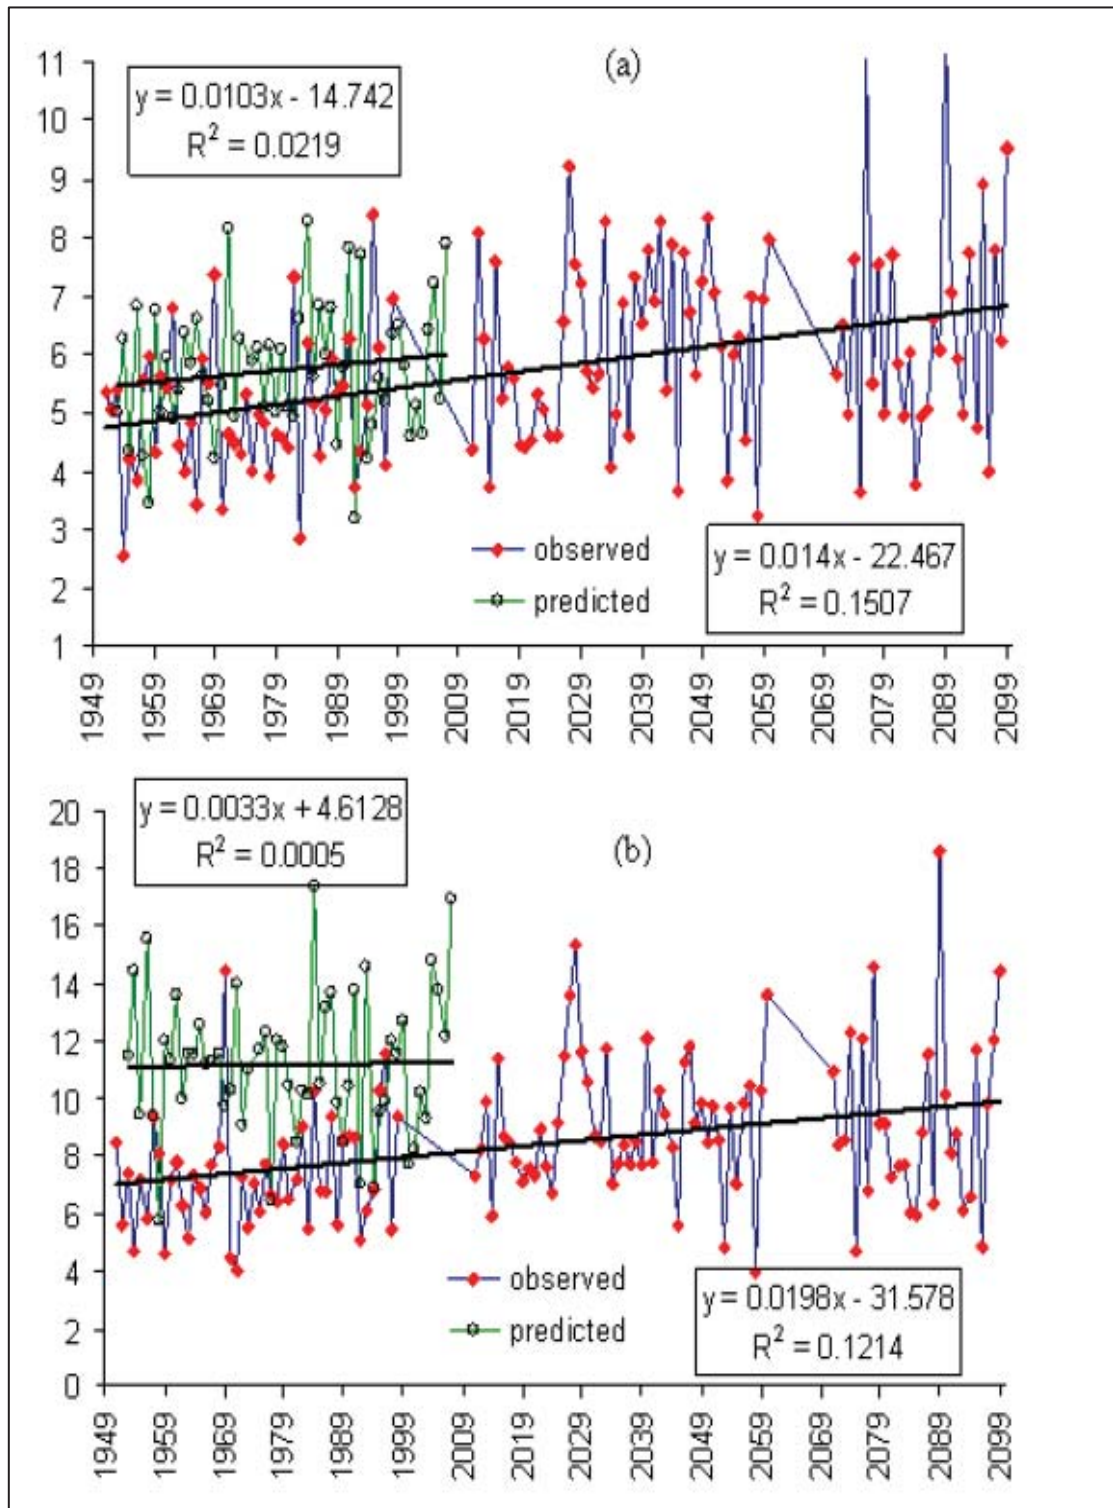 (a)
y = 0.0103x - 14.742
R² = 0.0219
11
10
9
8
7
6
5
4
3
2
1
observed
predicted
y = 0.014x - 22.467
R² = 0.1507
1949 1959 1969 1979 1989 1999 2009 2019 2029 2039 2049 2059 2069 2079 2089 2099
(b)
y = 0.0033x + 4.6128
R² = 0.0005
20
18
16
14
12
10
8
6
4
2
0
observed
predicted
y = 0.0198x - 31.578
R² = 0.1214
1949 1959 1969 1979 1989 1999 2009 2019 2029 2039 2049 2059 2069 2079 2089 2099